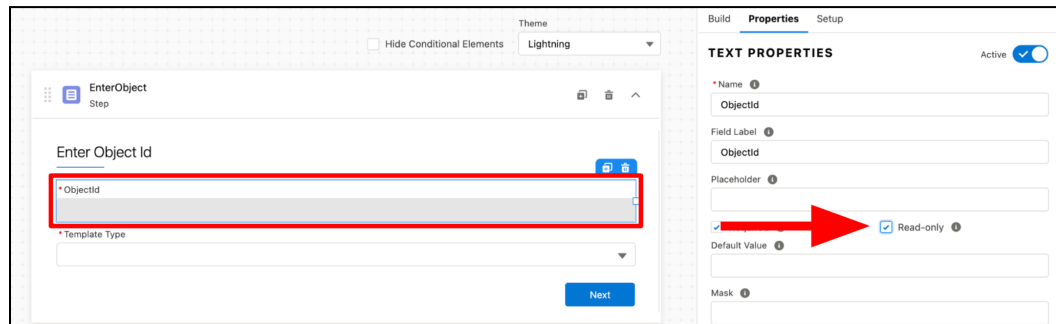 Theme
Hide Conditional Elements
Lightning
EnterObject
Step
Enter Object Id
* ObjectId
* Template Type
Next
Build Properties Setup
TEXT PROPERTIES
Active
* Name
ObjectId
Field Label
ObjectId
Placeholder
Read-only
Default Value
Mask